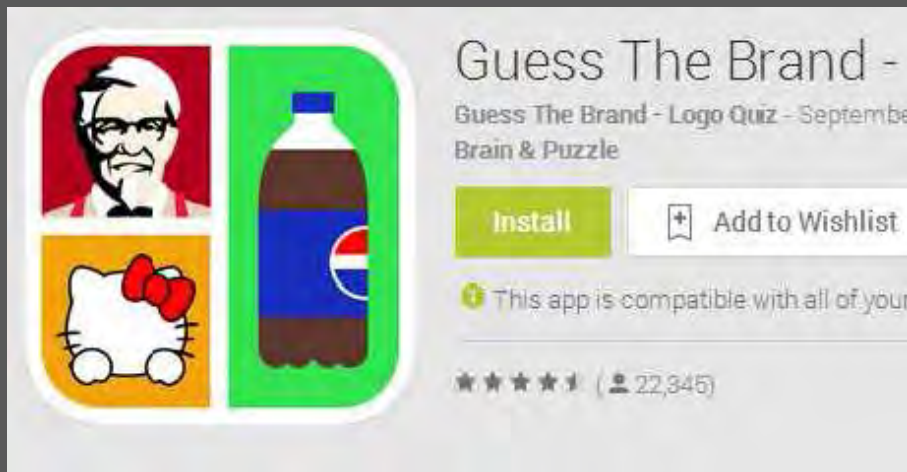 Guess The Brand -
Guess The Brand - Logo Quiz - Septembe
Brain & Puzzle
Install
Add to Wishlist
This app is compatible with all of your
(22,345)